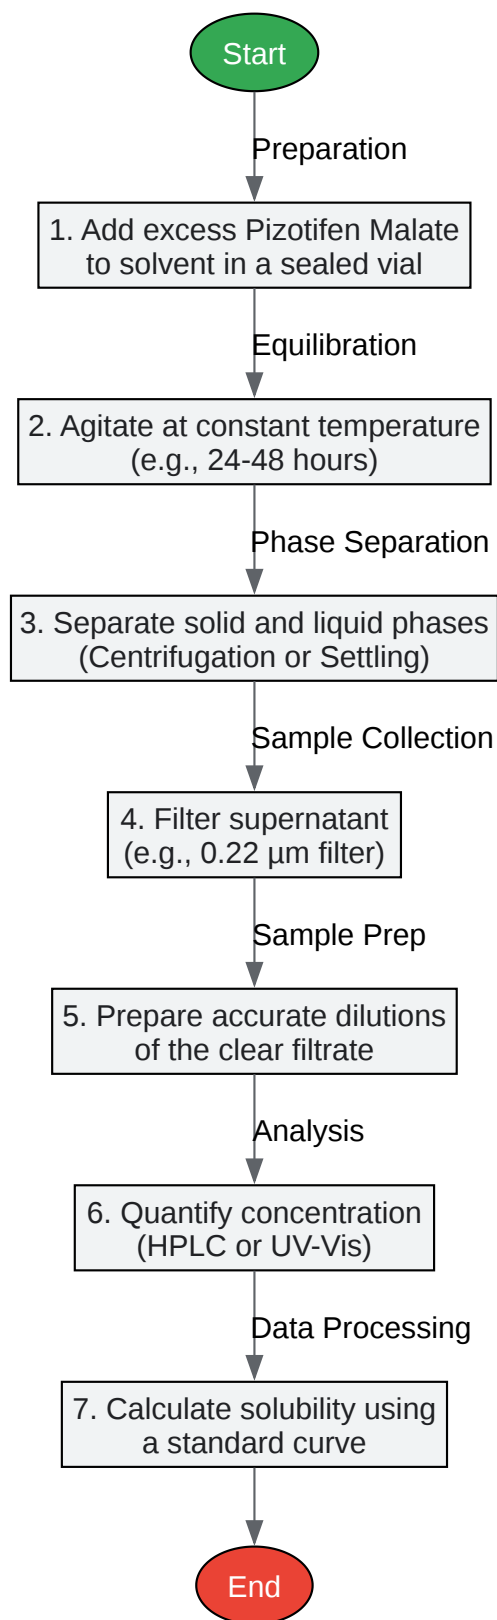 Start
Preparation
1. Add excess Pizotifen Malate
to solvent in a sealed vial
Equilibration
2. Agitate at constant temperature
(e.g., 24-48 hours)
Phase Separation
3. Separate solid and liquid phases
(Centrifugation or Settling)
Sample Collection
4. Filter supernatant
(e.g., 0.22 µm filter)
Sample Prep
5. Prepare accurate dilutions
of the clear filtrate
Analysis
6. Quantify concentration
(HPLC or UV-Vis)
Data Processing
7. Calculate solubility using
a standard curve
End